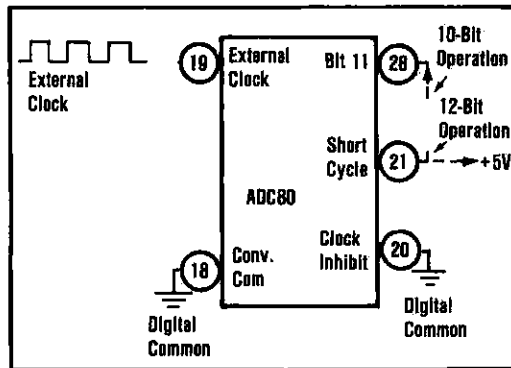 External
Clock
19
External
Clock
Bit 11
28
10-Bit
Operation
12-Bit
Operation
Short
Cycle
21
+5V
ADC80
18
Conv.
Com
Clock
Inhibit
20
Digital
Common
Digital
Common